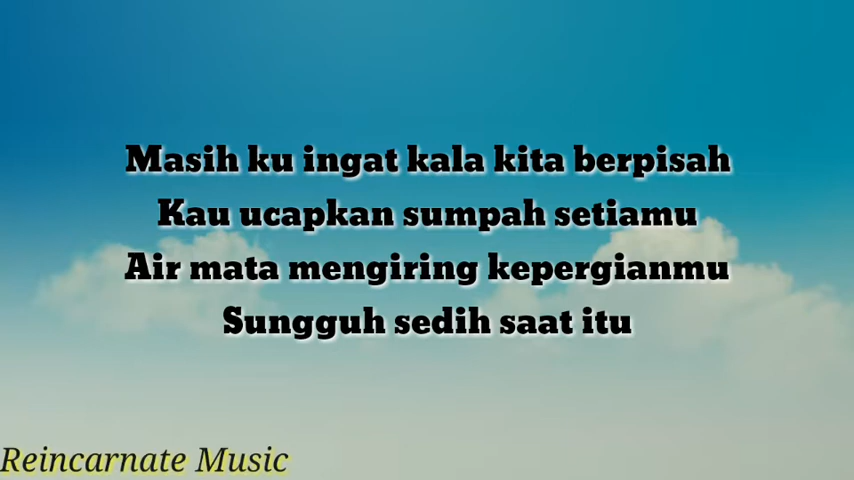 Masih ku ingat kala kita berpisah
Kau ucapkan sumpah setiamu
Air mata mengiring kepergianmu
Sungguh sedih saat itu
Reincarnate Music